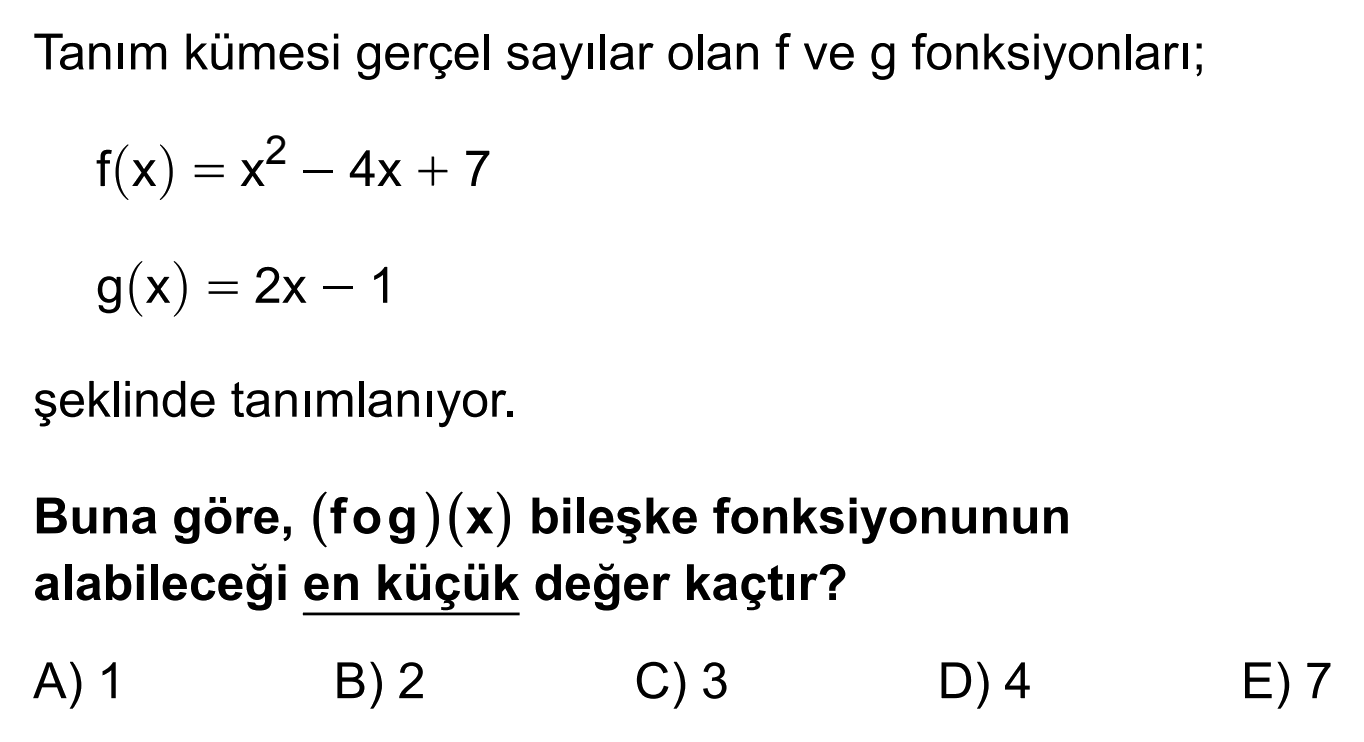 Tanım kümesi gerçel sayılar olan f ve g fonksiyonları;
f(x) = x² – 4x + 7
g(x) = 2x – 1
şeklinde tanımlanıyor.
Buna göre, (fog)(x) bileşke fonksiyonunun
alabileceği en küçük değer kaçtır?
A) 1 B) 2 C) 3 D) 4 E) 7